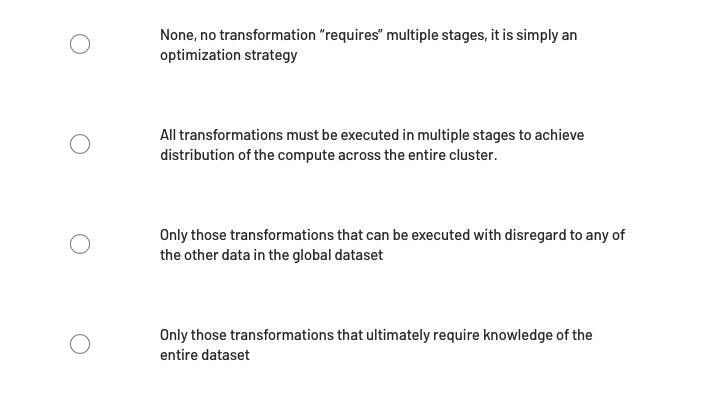 None, no transformation “requires” multiple stages, it is simply an
optimization strategy
All transformations must be executed in multiple stages to achieve
distribution of the compute across the entire cluster.
Only those transformations that can be executed with disregard to any of
the other data in the global dataset
Only those transformations that ultimately require knowledge of the
entire dataset